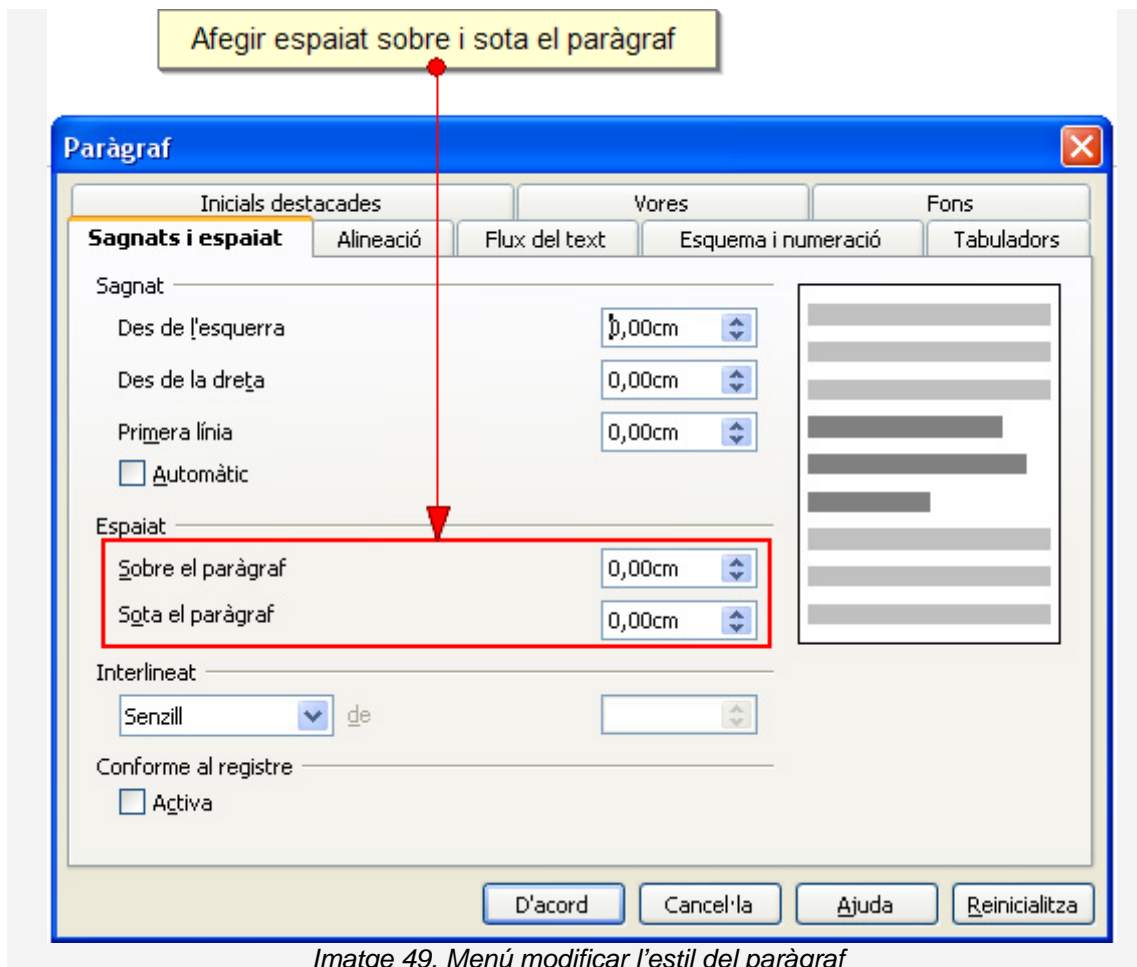 Afegir espaiat sobre i sota el paràgraf
Paràgraf
Inicials destacades Vores Fons
Sagnats i espaiat Alineació Flux del text Esquema i numeració Tabuladors
Sagnat
Des de l'esquerra 0,00cm
Des de la dreta 0,00cm
Primera línia 0,00cm
Automàtic
Espaiat
Sobre el paràgraf 0,00cm
Sota el paràgraf 0,00cm
Interlineat
Senzill de
Conforme al registre
Activa
D'acord Cancel·la Ajuda Reinicialitza
Imatge 49. Menú modificar l'estil del paràgraf